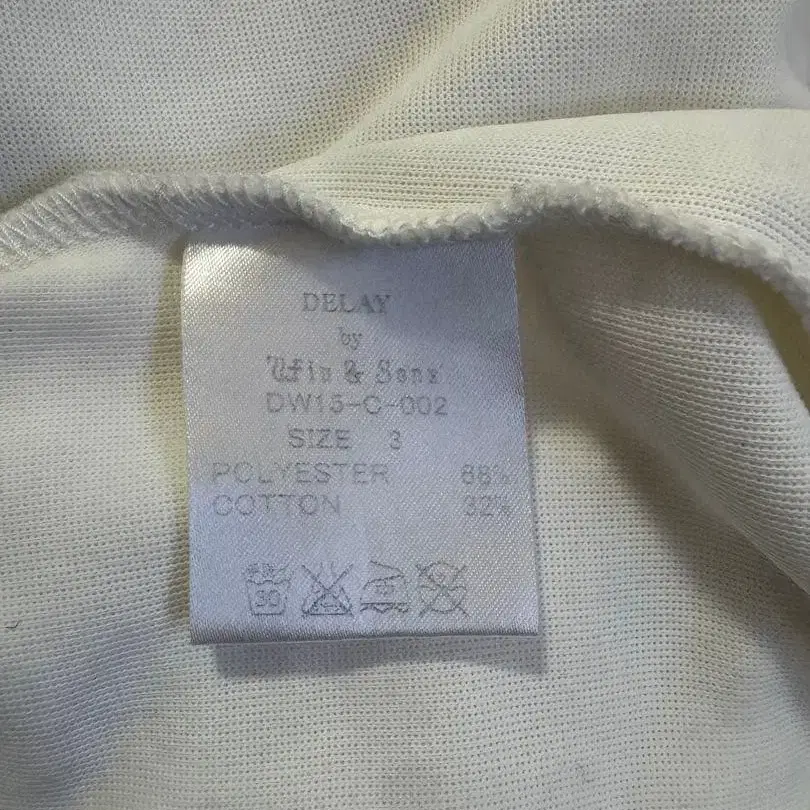 DELAY
by
Win & Sons
DW15-C-002
SIZE 3
POLYESTER 68%
COTTON 32%
30